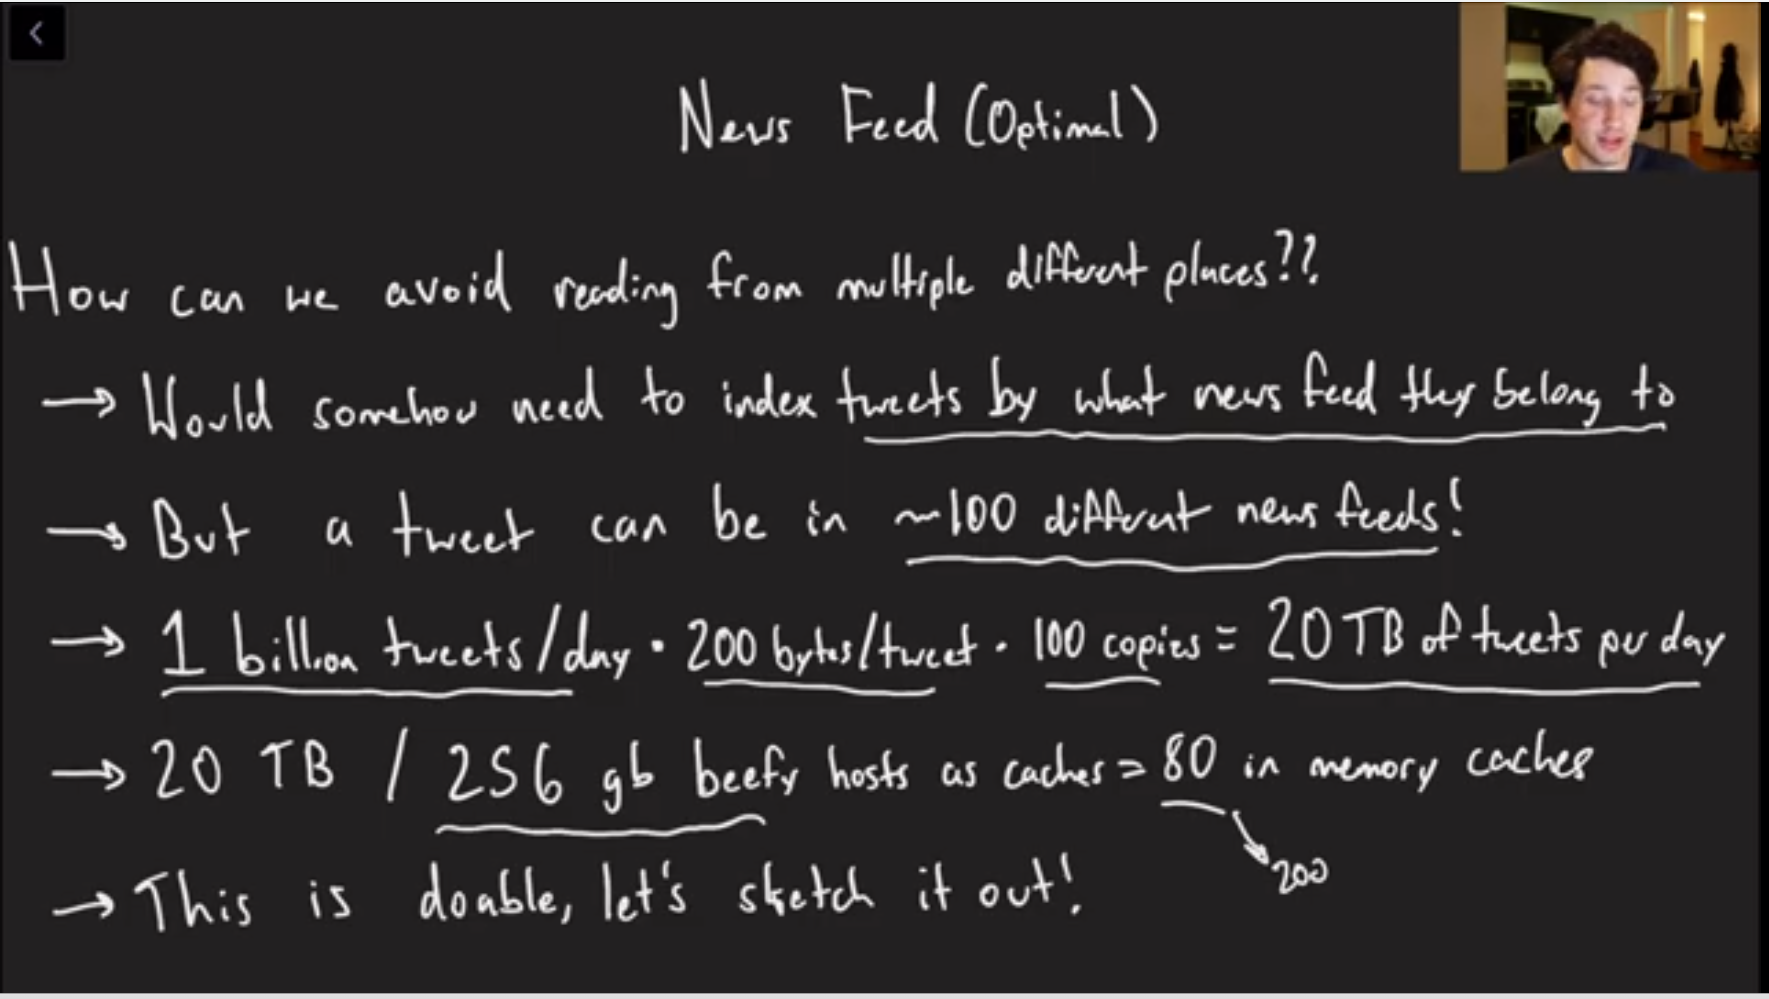 News Feed (Optimal)
How can we avoid reading from multiple different places??
→ Would somehow need to index tweets by what news feed they belong to
→ But a tweet can be in ~100 different news feeds!
→ 1 billion tweets/day • 200 bytes/tweet • 100 copies = 20 TB of tweets per day
→ 20 TB / 256 gb beefy hosts as caches = 80 in memory caches
200
→ This is doable, let's sketch it out!